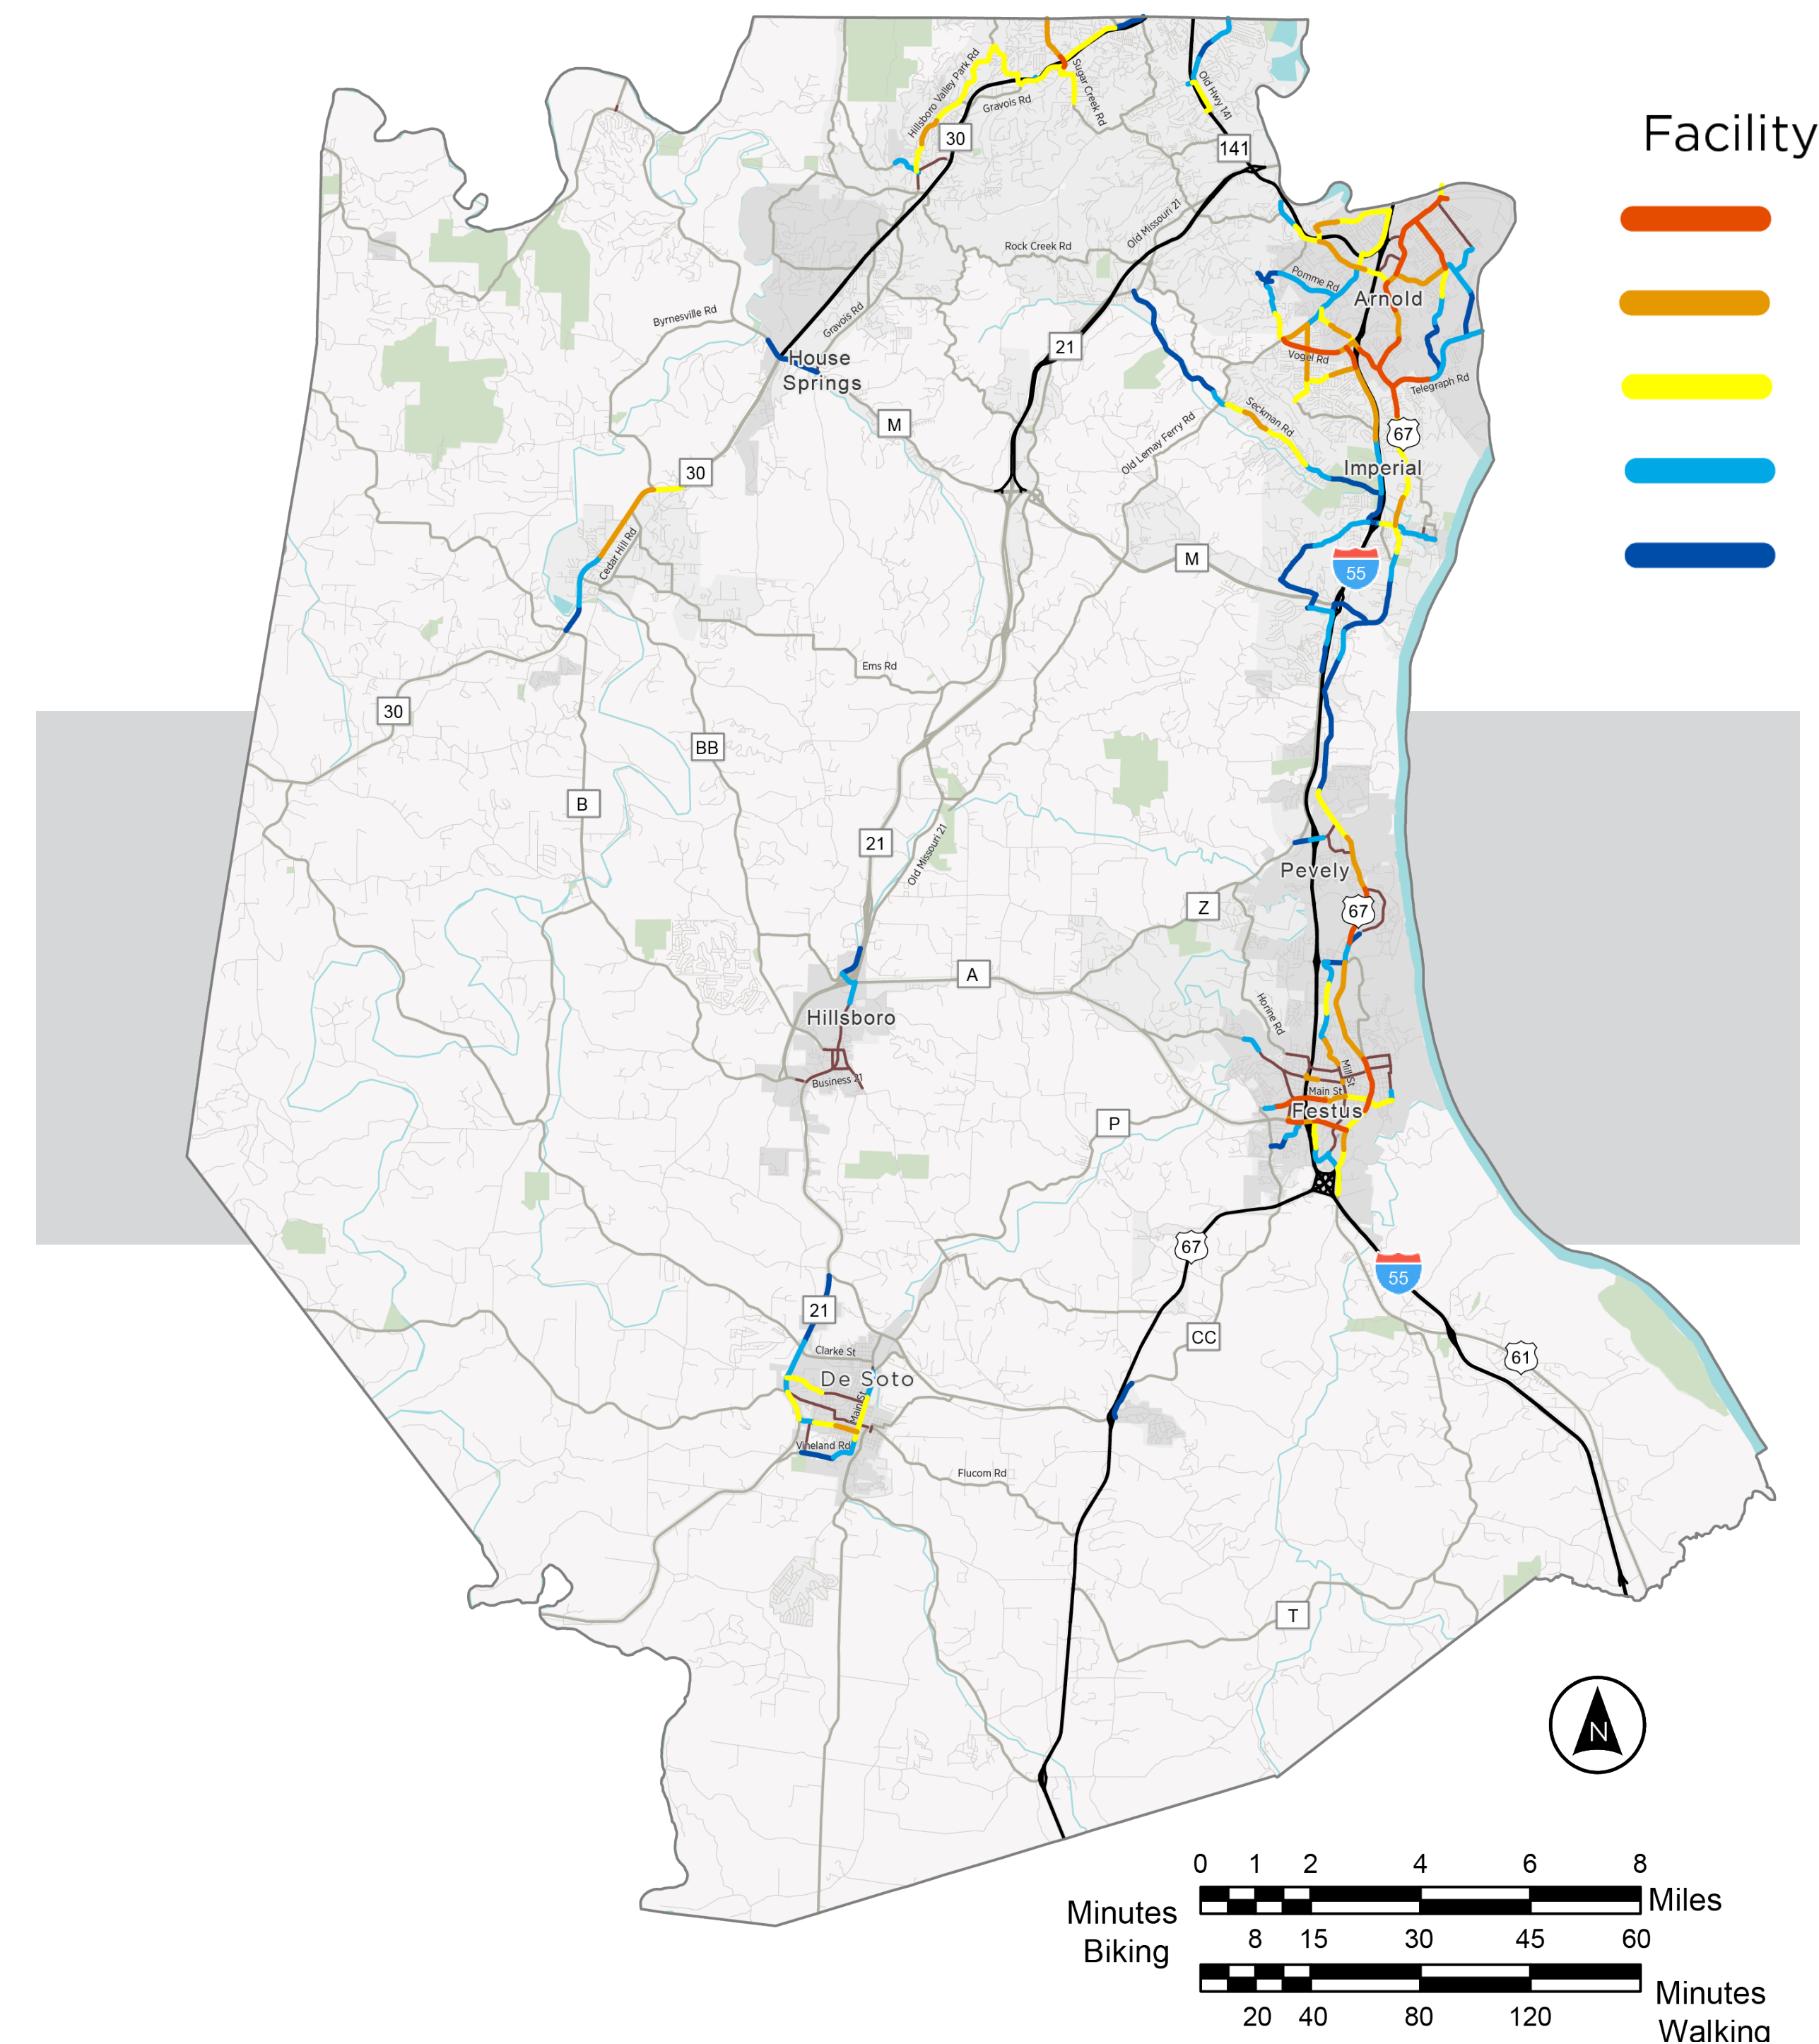 Facility
Hillsboro Valley Park Rd
Sugar Creek Rd
Gravois Rd
Old Hwy 141
30
141
Old Missouri 21
Rock Creek Rd
Pomme Rd
Arnold
Byrnesville Rd
Gravois Rd
House
Springs
21
Vogel Rd
Telegraph Rd
M
Seckman Rd
Old Lemay Ferry Rd
67
Imperial
30
Cedar Hill Rd
M
55
Ems Rd
30
BB
B
21
Old Missouri 21
Pevely
Z
67
A
Horine Rd
Hillsboro
Mill St
Business 21
Main St
Festus
P
67
55
21
CC
Clarke St
61
De Soto
Main St
Vineland Rd
Flucom Rd
T
N
0 1 2 4 6 8
Miles
Minutes
Biking
8 15 30 45 60
Minutes
Walking
20 40 80 120